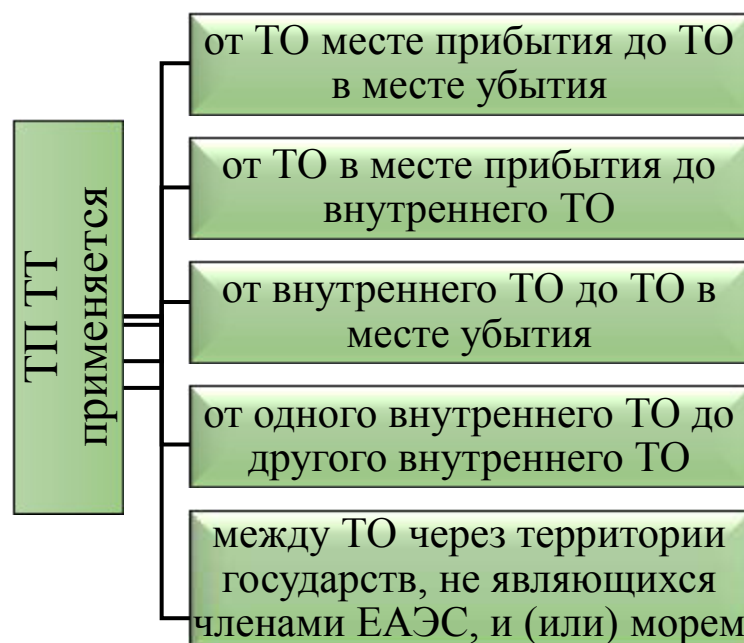 ТП ТТ
применяется
от ТО месте прибытия до ТО
в месте убытия
от ТО в месте прибытия до
внутреннего ТО
от внутреннего ТО до ТО в
месте убытия
от одного внутреннего ТО до
другого внутреннего ТО
между ТО через территории
государств, не являющихся
членами ЕАЭС, и (или) морем